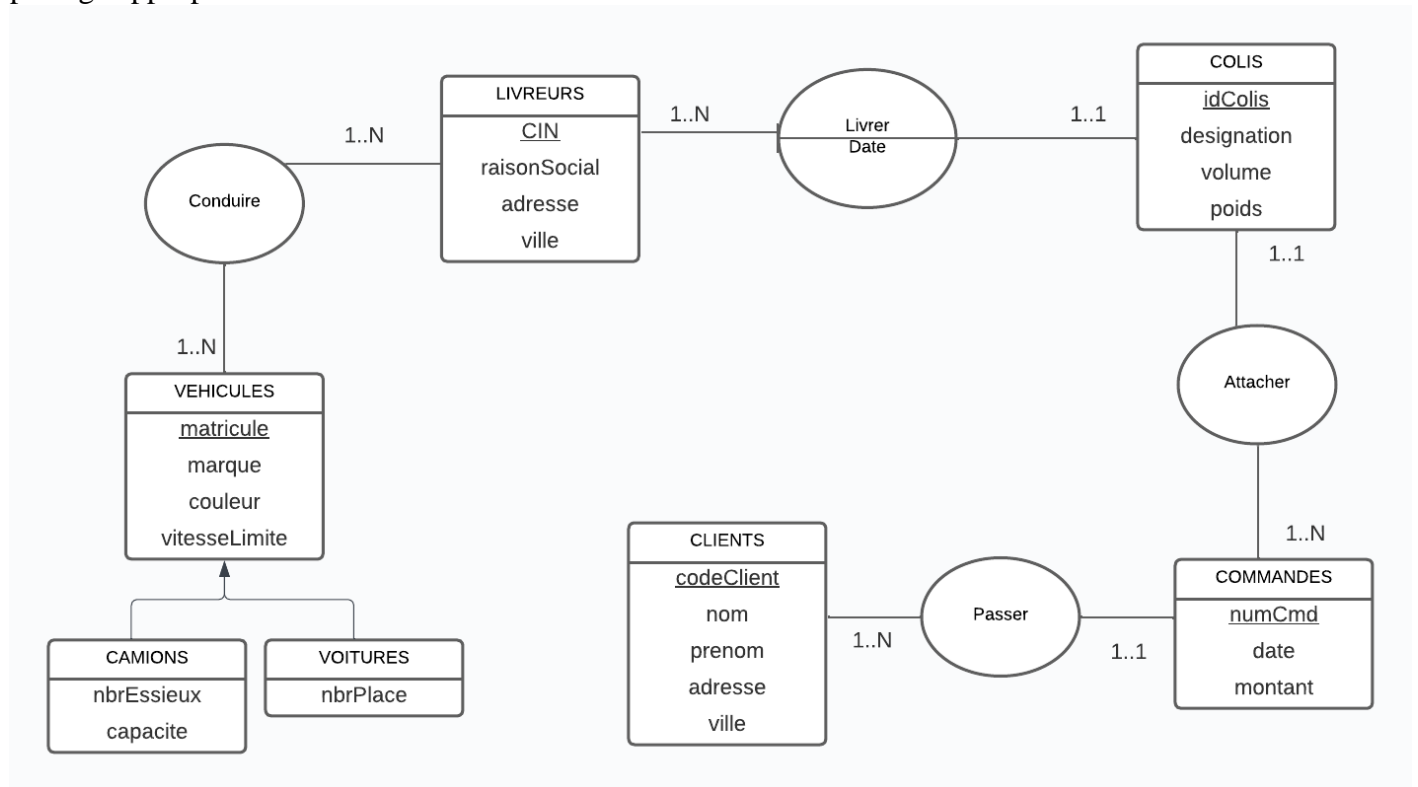 COLIS
idColis
designation
volume
poids
LIVREURS
CIN
raisonSocial
adresse
ville
1..N
Livrer
Date
1..1
1..N
Conduire
1..1
1..N
VEHICULES
matricule
marque
couleur
vitesseLimite
Attacher
1..N
CLIENTS
codeClient
nom
prenom
adresse
ville
1..N
Passer
1..1
COMMANDES
numCmd
date
montant
CAMIONS
nbrEssieux
capacite
VOITURES
nbrPlace